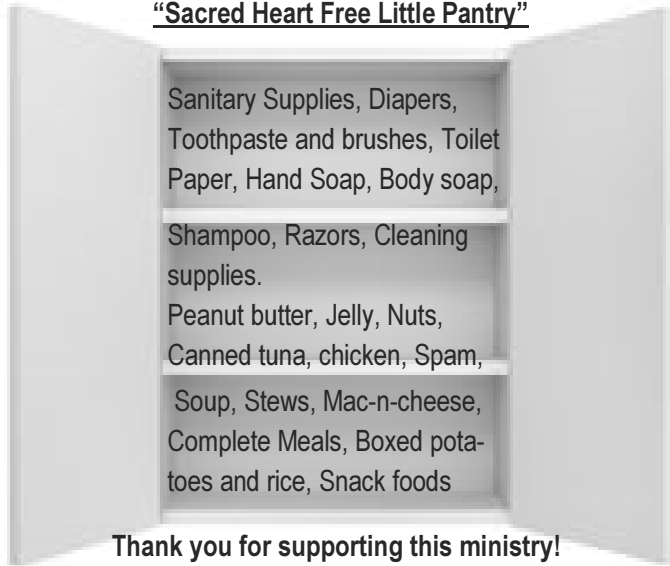 “Sacred Heart Free Little Pantry”
Sanitary Supplies, Diapers,
Toothpaste and brushes, Toilet
Paper, Hand Soap, Body soap,
Shampoo, Razors, Cleaning
supplies.
Peanut butter, Jelly, Nuts,
Canned tuna, chicken, Spam,
Soup, Stews, Mac-n-cheese,
Complete Meals, Boxed pota-
toes and rice, Snack foods
Thank you for supporting this ministry!